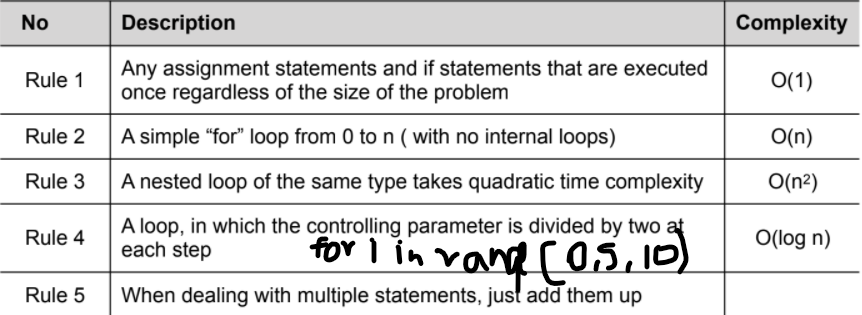 No Description Complexity
Rule 1 Any assignment statements and if statements that are executed
once regardless of the size of the problem O(1)
Rule 2 A simple “for” loop from 0 to n ( with no internal loops) O(n)
Rule 3 A nested loop of the same type takes quadratic time complexity O(n²)
Rule 4 A loop, in which the controlling parameter is divided by two at
each step O(log n)
for i in range (0,5,10)
Rule 5 When dealing with multiple statements, just add them up